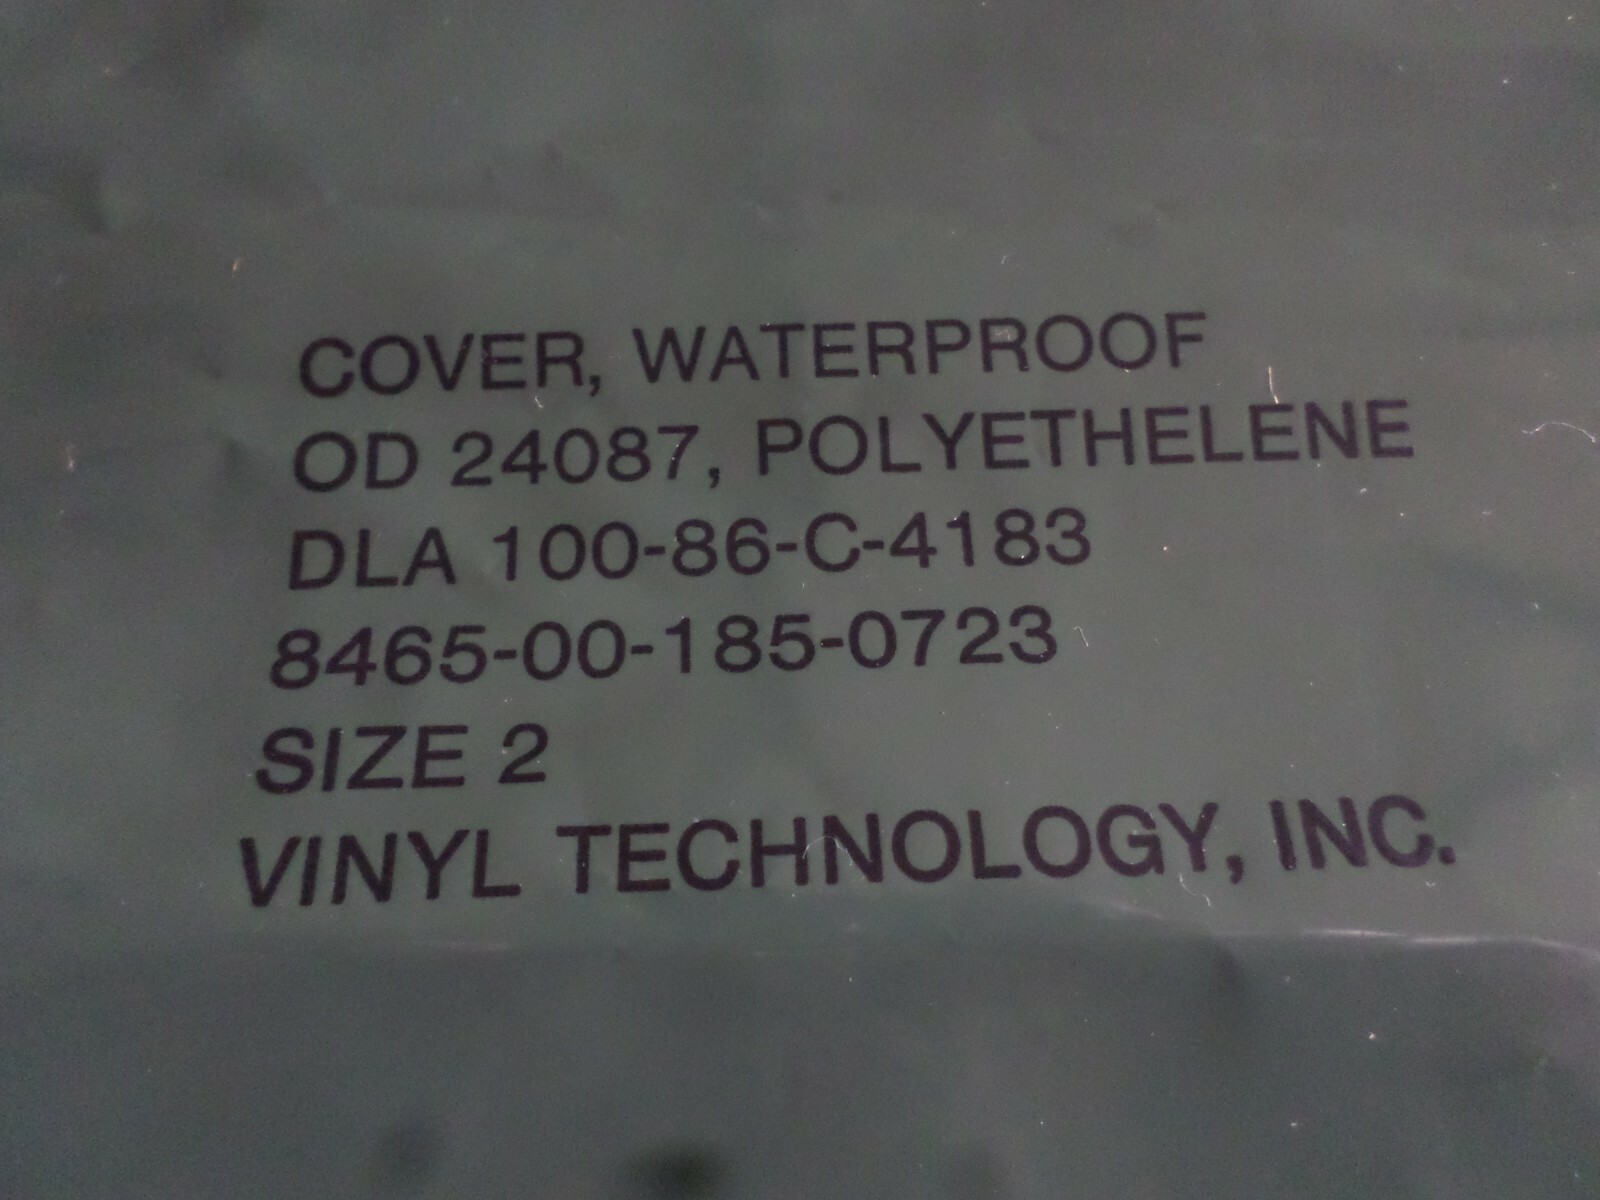 COVER, WATERPROOF
OD 24087, POLYETHELENE
DLA 100-86-C-4183
8465-00-185-0723
SIZE 2
VINYL TECHNOLOGY, INC.